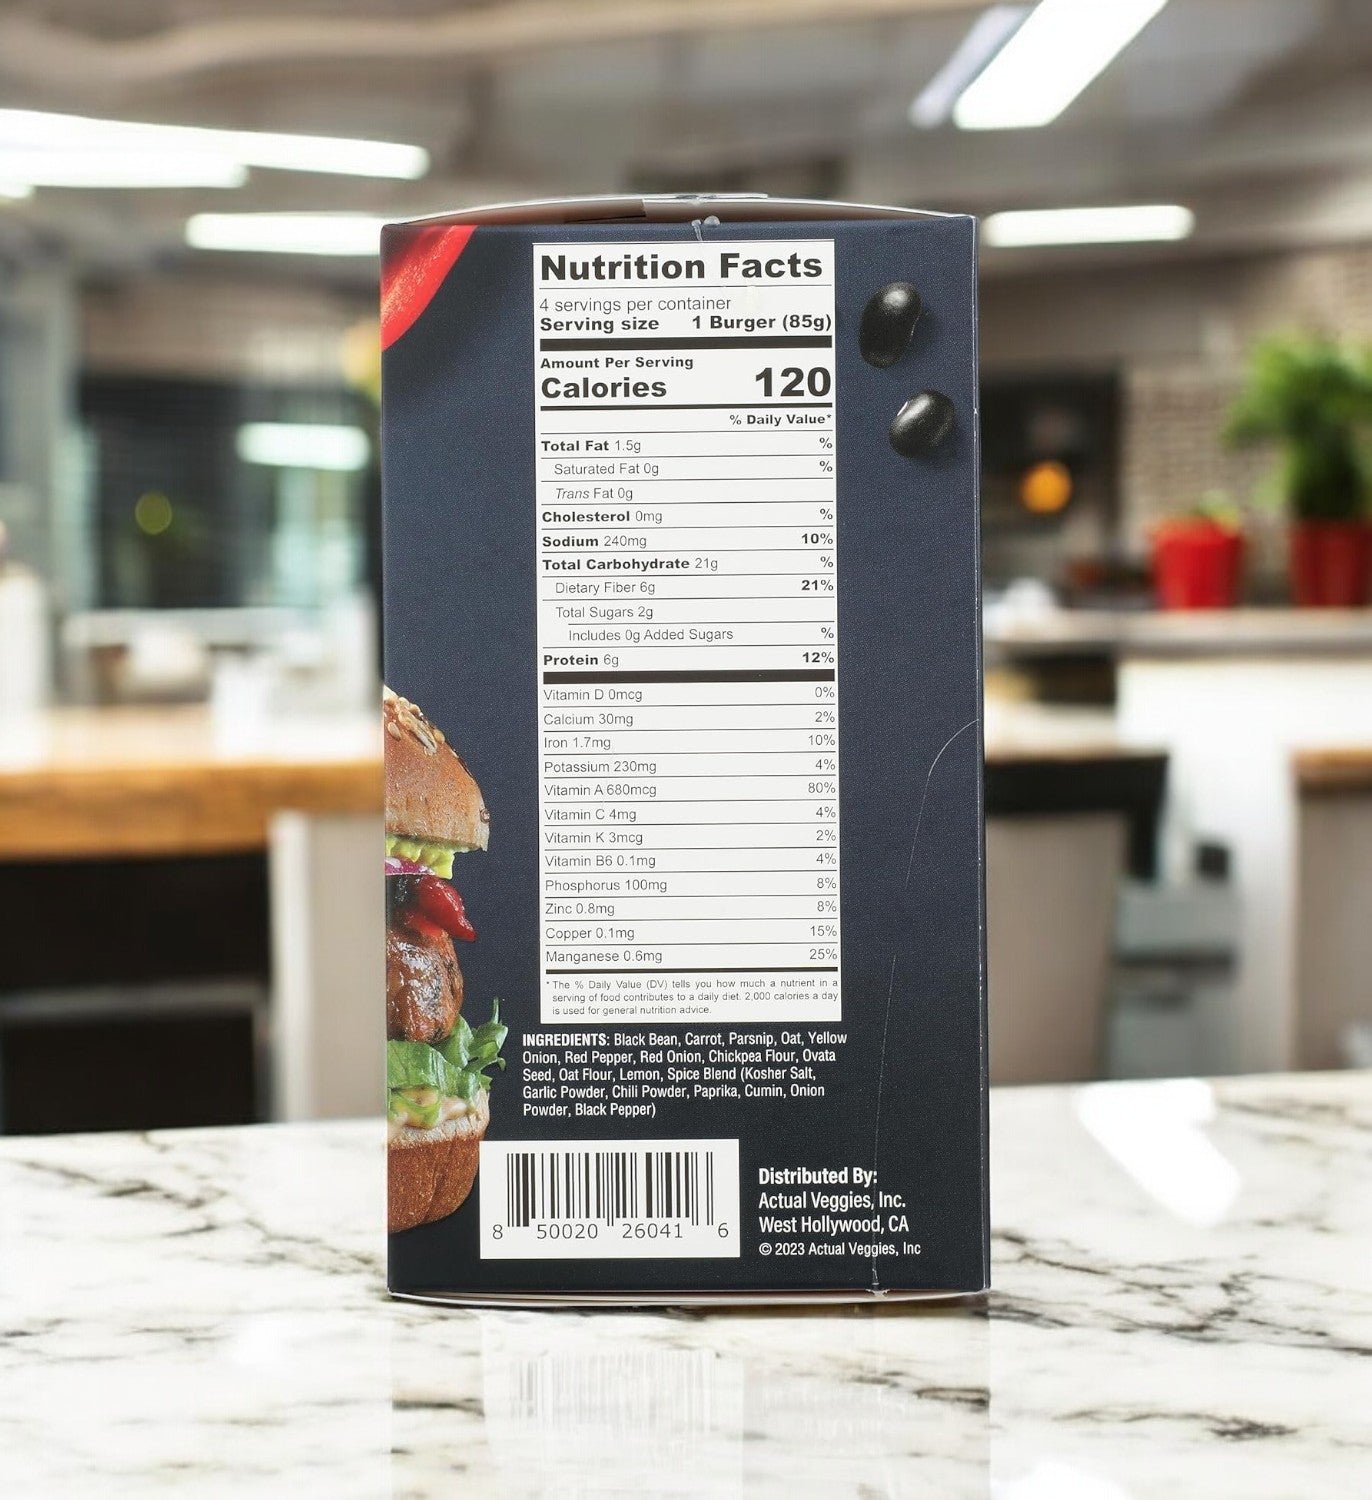 Nutrition Facts
4 servings per container
Serving size 1 Burger (85g)
Amount Per Serving
Calories 120
% Daily Value*
Total Fat 1.5g %
Saturated Fat 0g %
Trans Fat 0g
Cholesterol 0mg %
Sodium 240mg 10%
Total Carbohydrate 21g %
Dietary Fiber 6g 21%
Total Sugars 2g
Includes 0g Added Sugars %
Protein 6g 12%
Vitamin D 0mcg 0%
Calcium 30mg 2%
Iron 1.7mg 10%
Potassium 230mg 4%
Vitamin A 680mcg 80%
Vitamin C 4mg 4%
Vitamin K 3mcg 2%
Vitamin B6 0.1mg 4%
Phosphorus 100mg 8%
Zinc 0.8mg 8%
Copper 0.1mg 15%
Manganese 0.6mg 25%
* The % Daily Value (DV) tells you how much a nutrient in a
serving of food contributes to a daily diet. 2,000 calories a day
is used for general nutrition advice.
INGREDIENTS: Black Bean, Carrot, Parsnip, Oat, Yellow
Onion, Red Pepper, Red Onion, Chickpea Flour, Ovata
Seed, Oat Flour, Lemon, Spice Blend (Kosher Salt,
Garlic Powder, Chili Powder, Paprika, Cumin, Onion
Powder, Black Pepper)
8 50020 26041 6
Distributed By:
Actual Veggies, Inc.
West Hollywood, CA
© 2023 Actual Veggies, Inc